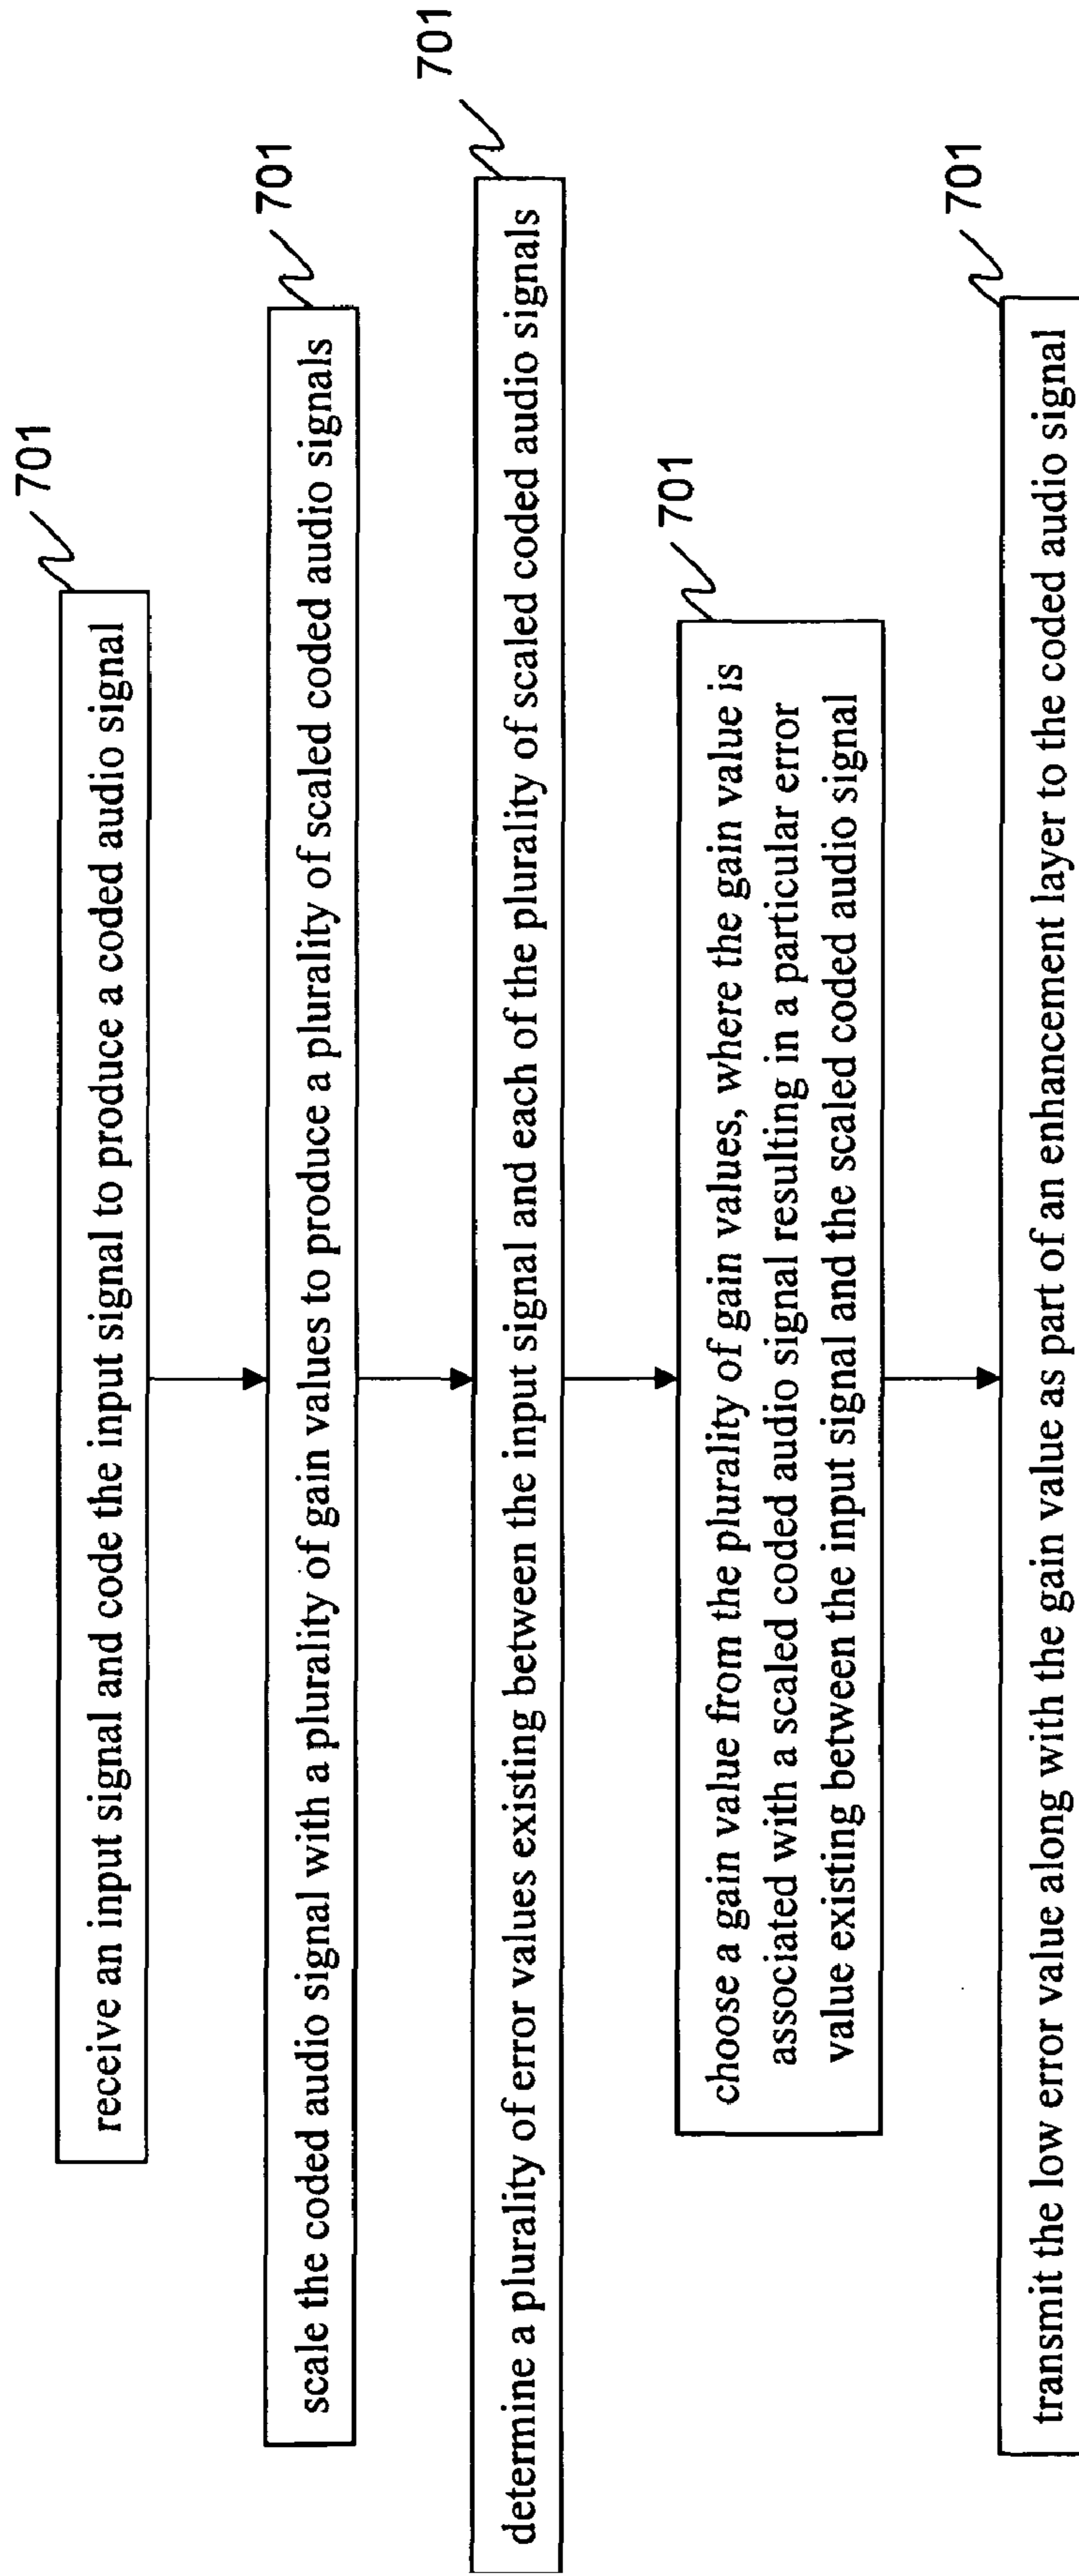 701
receive an input signal and code the input signal to produce a coded audio signal
701
scale the coded audio signal with a plurality of gain values to produce a plurality of scaled coded audio signals
701
determine a plurality of error values existing between the input signal and each of the plurality of scaled coded audio signals
701
choose a gain value from the plurality of gain values, where the gain value is
associated with a scaled coded audio signal resulting in a particular error
value existing between the input signal and the scaled coded audio signal
701
transmit the low error value along with the gain value as part of an enhancement layer to the coded audio signal